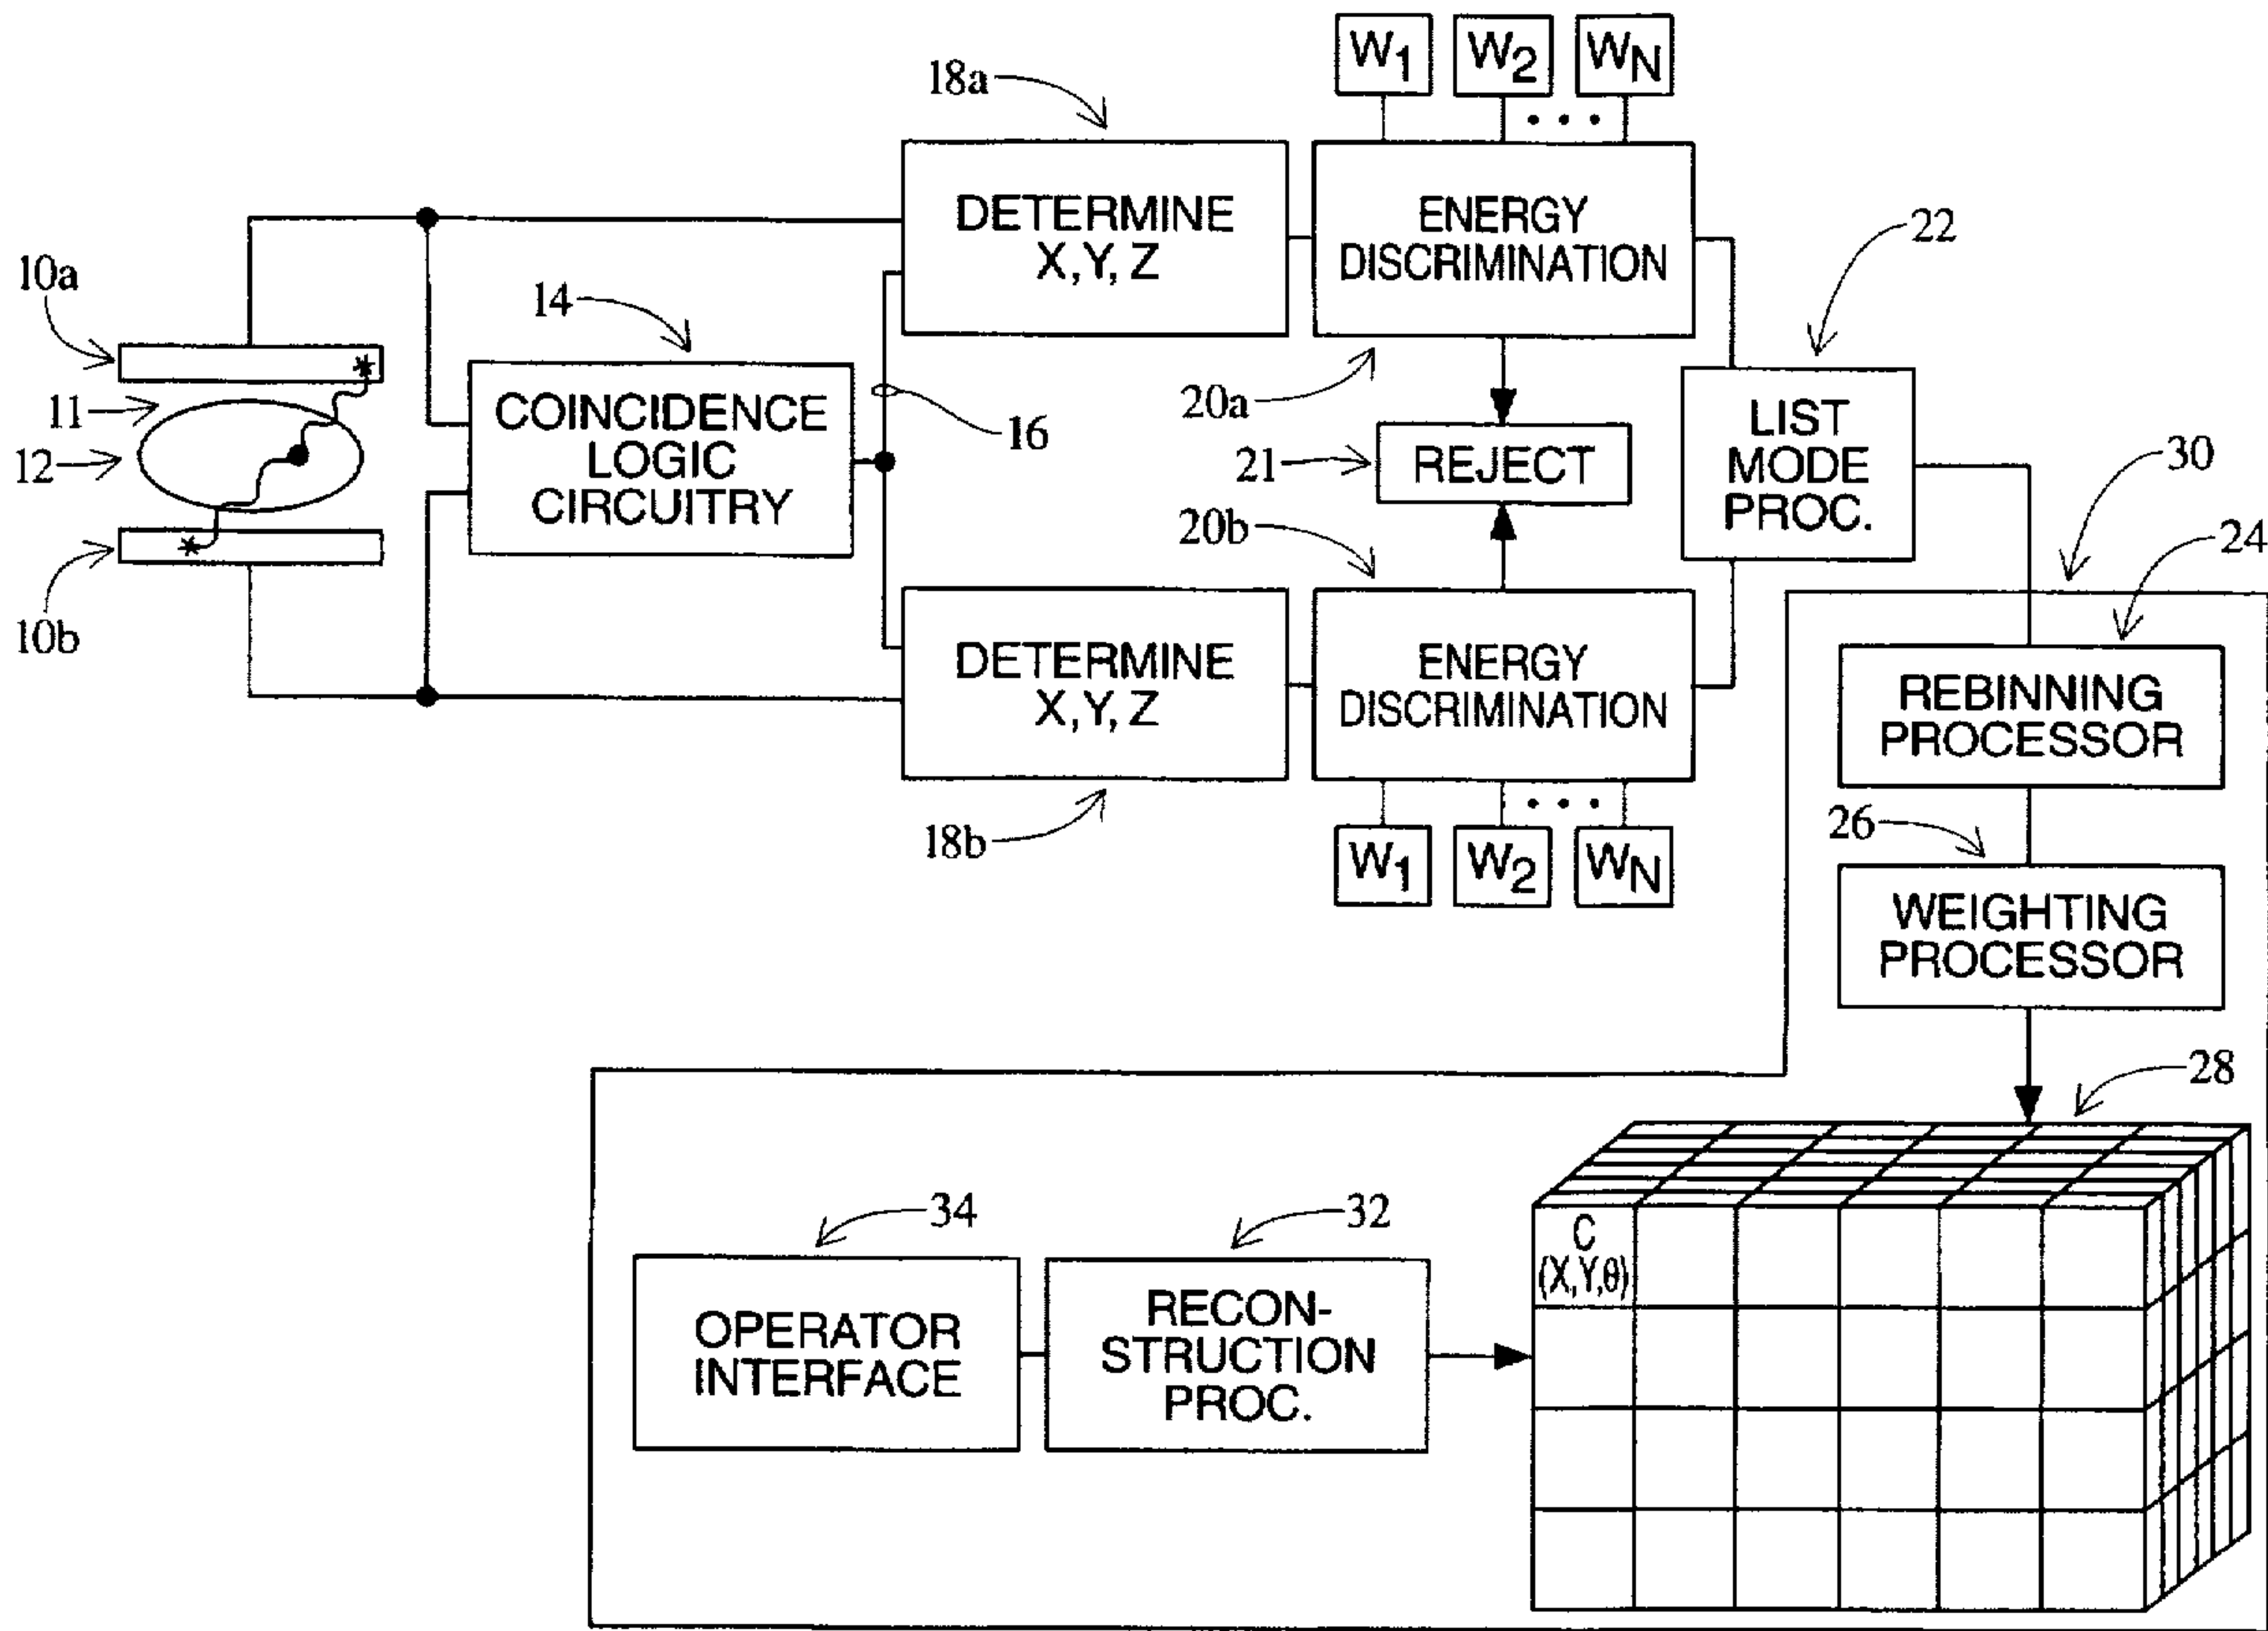 W1
W2
WN
18a
• • •
DETERMINE
X, Y, Z
ENERGY
DISCRIMINATION
22
10a
14
20a
11
12
COINCIDENCE
LOGIC
CIRCUITRY
16
21
REJECT
LIST
MODE
PROC.
30
20b
24
10b
DETERMINE
X, Y, Z
ENERGY
DISCRIMINATION
REBINNING
PROCESSOR
18b
• • •
W1
W2
WN
26
WEIGHTING
PROCESSOR
28
34
32
C
(X,Y,θ)
OPERATOR
INTERFACE
RECON-
STRUCTION
PROC.